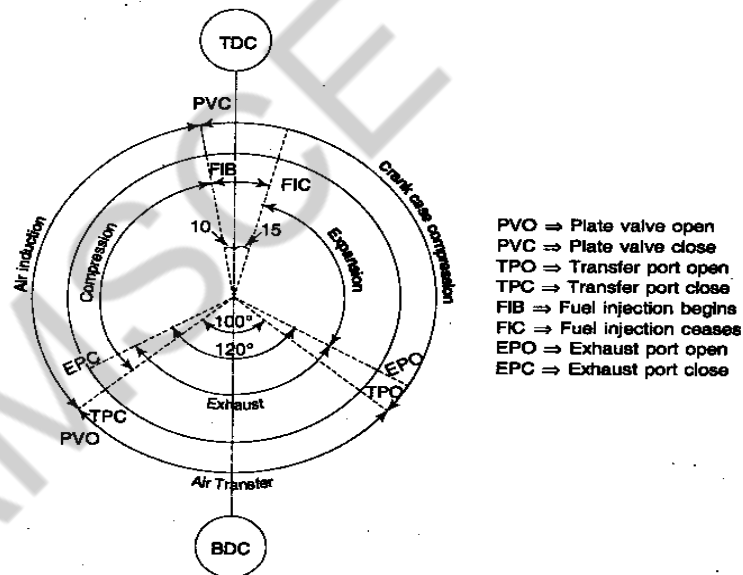 TDC
PVC
FIB
FIC
Crank case compression
Air induction
Compression
10
15
Expansion
100°
120°
EPC
EPO
TPC
TPO
PVO
Exhaust
Air Transfer
BDC
PVO ⇒ Plate valve open
PVC ⇒ Plate valve close
TPO ⇒ Transfer port open
TPC ⇒ Transfer port close
FIB ⇒ Fuel injection begins
FIC ⇒ Fuel injection ceases
EPO ⇒ Exhaust port open
EPC ⇒ Exhaust port close
AMSCE